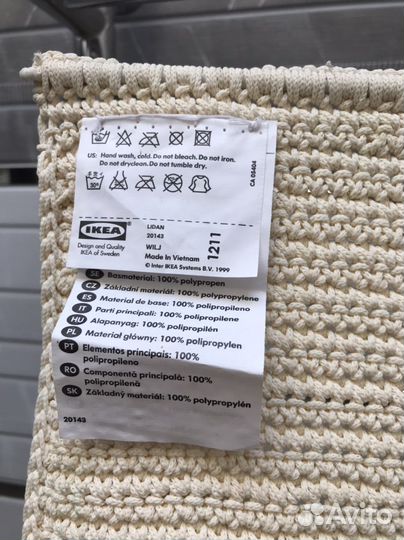 US: Hand wash, cold. Do not bleach. Do not iron.
Do not dryclean. Do not tumble dry.
CA 05404
30°
IKEA
Design and Quality
IKEA of Sweden
LIDAN
20143
WILJ
Made in Vietnam
© Inter IKEA Systems B.V. 1999
1211
SE Basmaterial: 100% polypropen
CZ Základní materiál: 100% polypropylene
ES Material de base: 100% polipropileno
IT Parti principali: 100% polipropilene
HU Alapanyag: 100% polipropilén
PL Materiał główny: 100% polipropylen
PT Elementos principais: 100%
polipropileno
RO Componentă principală: 100%
polipropilenă
SK Základný materiál: 100% polypropylén
20143
Avito